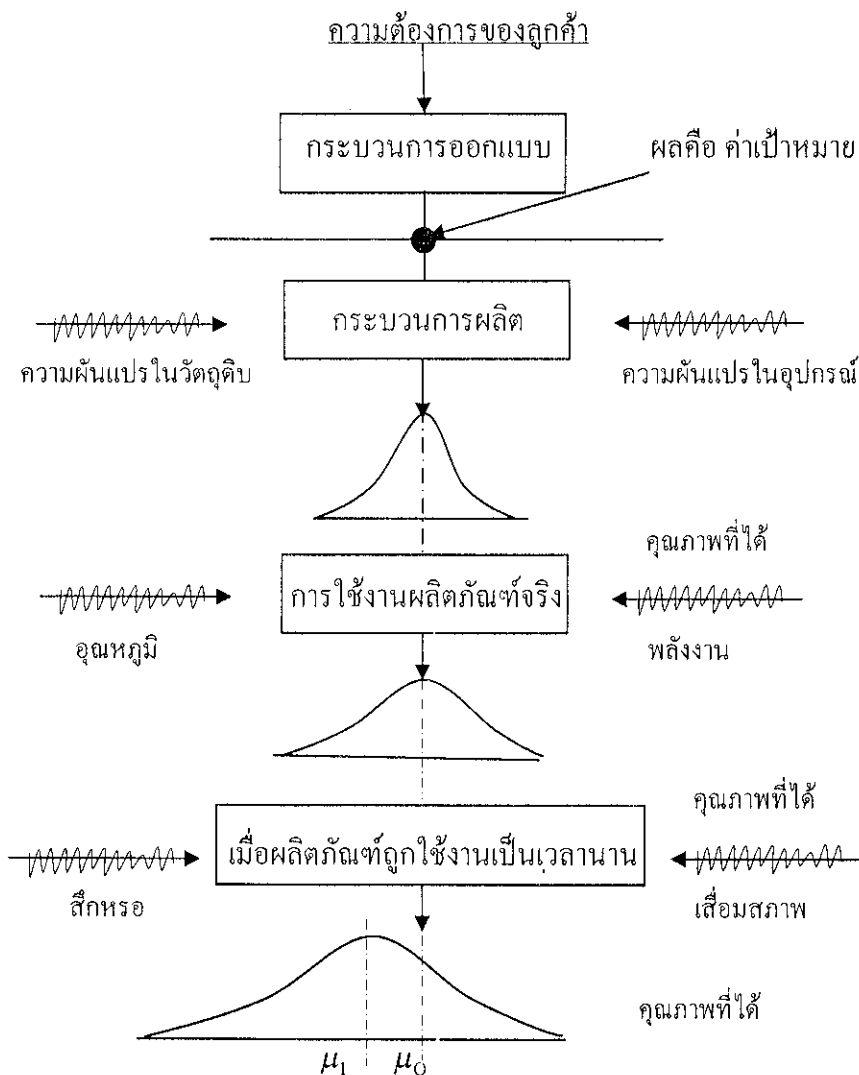 ความต้องการของลูกค้า
กระบวนการออกแบบ
ผลคือ ค่าเป้าหมาย
กระบวนการผลิต
ความผันแปรในวัตถุดิบ
ความผันแปรในอุปกรณ์
คุณภาพที่ได้
การใช้งานผลิตภัณฑ์จริง
อุณหภูมิ
พลังงาน
คุณภาพที่ได้
เมื่อผลิตภัณฑ์ถูกใช้งานเป็นเวลานาน
สึกหรอ
เสื่อมสภาพ
คุณภาพที่ได้
μ₁ μ₀